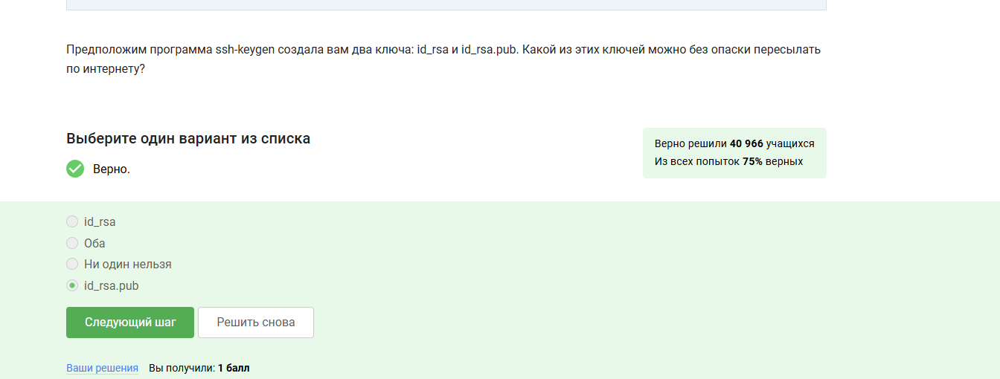 Предположим программа ssh-keygen создала вам два ключа: id_rsa и id_rsa.pub. Какой из этих ключей можно без опаски пересылать
по интернету?
Выберите один вариант из списка
Верно.
Верно решили 40 966 учащихся
Из всех попыток 75% верных
id_rsa
Оба
Ни один нельзя
id_rsa.pub
Следующий шаг
Решить снова
Ваши решения Вы получили: 1 балл